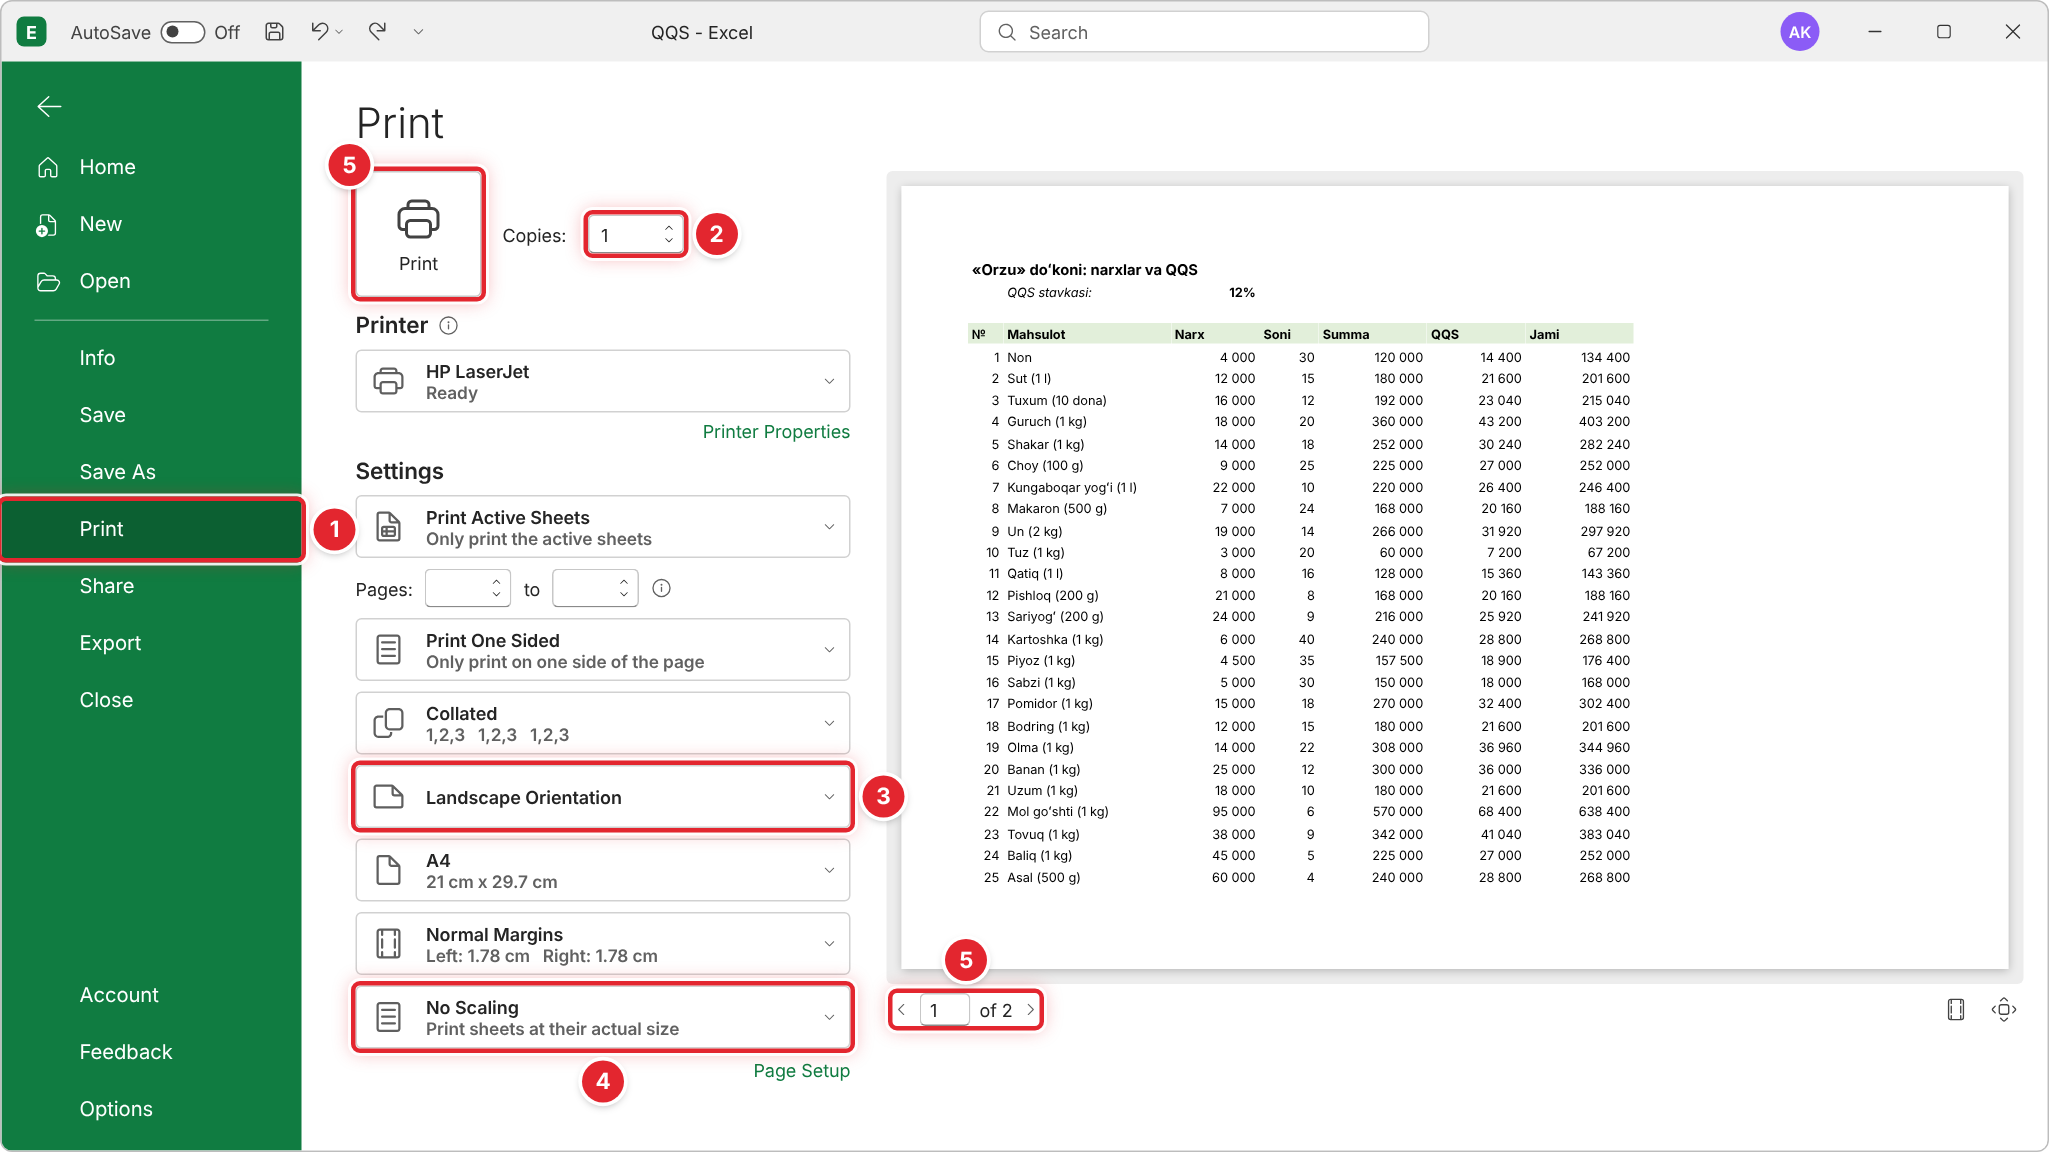 E AutoSave Off QQS - Excel Search AK
Print
Home
New
Open
Info
Save
Save As
Print
Share
Export
Close
Account
Feedback
Options
5
Print
Copies: 1 2
Printer
HP LaserJet
Ready
Printer Properties
Settings
1
Print Active Sheets
Only print the active sheets
Pages: to
Print One Sided
Only print on one side of the page
Collated
1,2,3 1,2,3 1,2,3
Landscape Orientation
3
A4
21 cm x 29.7 cm
Normal Margins
Left: 1.78 cm Right: 1.78 cm
No Scaling
Print sheets at their actual size
4
Page Setup
«Orzu» doʻkoni: narxlar va QQS
QQS stavkasi: 12%
№ Mahsulot Narx Soni Summa QQS Jami
1 Non 4 000 30 120 000 14 400 134 400
2 Sut (1 l) 12 000 15 180 000 21 600 201 600
3 Tuxum (10 dona) 16 000 12 192 000 23 040 215 040
4 Guruch (1 kg) 18 000 20 360 000 43 200 403 200
5 Shakar (1 kg) 14 000 18 252 000 30 240 282 240
6 Choy (100 g) 9 000 25 225 000 27 000 252 000
7 Kungaboqar yogʻi (1 l) 22 000 10 220 000 26 400 246 400
8 Makaron (500 g) 7 000 24 168 000 20 160 188 160
9 Un (2 kg) 19 000 14 266 000 31 920 297 920
10 Tuz (1 kg) 3 000 20 60 000 7 200 67 200
11 Qatiq (1 l) 8 000 16 128 000 15 360 143 360
12 Pishloq (200 g) 21 000 8 168 000 20 160 188 160
13 Sariyogʻ (200 g) 24 000 9 216 000 25 920 241 920
14 Kartoshka (1 kg) 6 000 40 240 000 28 800 268 800
15 Piyoz (1 kg) 4 500 35 157 500 18 900 176 400
16 Sabzi (1 kg) 5 000 30 150 000 18 000 168 000
17 Pomidor (1 kg) 15 000 18 270 000 32 400 302 400
18 Bodring (1 kg) 12 000 15 180 000 21 600 201 600
19 Olma (1 kg) 14 000 22 308 000 36 960 344 960
20 Banan (1 kg) 25 000 12 300 000 36 000 336 000
21 Uzum (1 kg) 18 000 10 180 000 21 600 201 600
22 Mol goʻshti (1 kg) 95 000 6 570 000 68 400 638 400
23 Tovuq (1 kg) 38 000 9 342 000 41 040 383 040
24 Baliq (1 kg) 45 000 5 225 000 27 000 252 000
25 Asal (500 g) 60 000 4 240 000 28 800 268 800
5
1 of 2